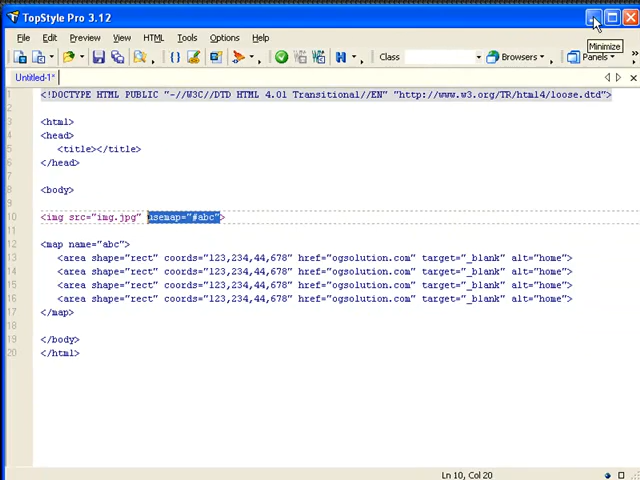 TopStyle Pro 3.12
File Edit Preview View HTML Tools Options Help
Minimize
Class Browsers Panels
Untitled-1*
1 <!DOCTYPE HTML PUBLIC "-//W3C//DTD HTML 4.01 Transitional//EN" "http://www.w3.org/TR/html4/loose.dtd">
2
3 <html>
4 <head>
5 <title></title>
6 </head>
7
8 <body>
9
10 <img src="img.jpg" usemap="#abc">
11
12 <map name="abc">
13 <area shape="rect" coords="123,234,44,678" href="ogsolution.com" target="_blank" alt="home">
14 <area shape="rect" coords="123,234,44,678" href="ogsolution.com" target="_blank" alt="home">
15 <area shape="rect" coords="123,234,44,678" href="ogsolution.com" target="_blank" alt="home">
16 <area shape="rect" coords="123,234,44,678" href="ogsolution.com" target="_blank" alt="home">
17 </map>
18
19 </body>
20 </html>
Ln 10, Col 20